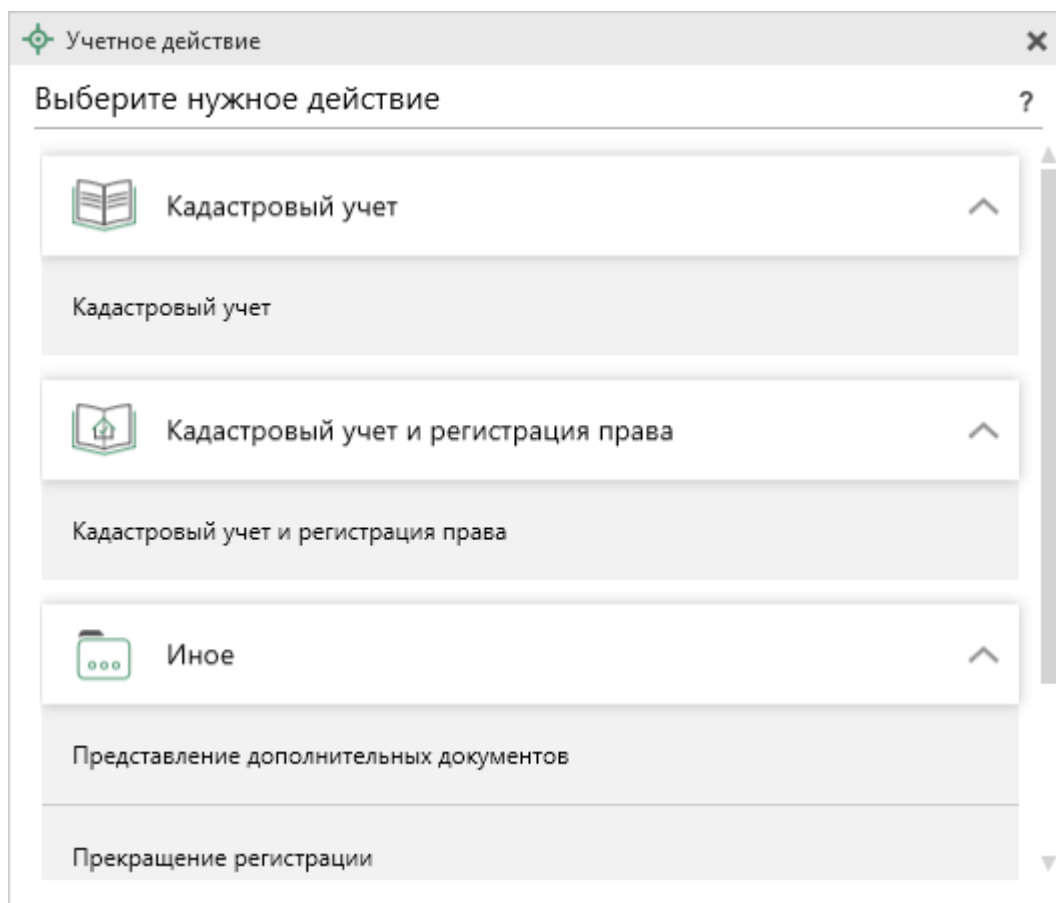 Учетное действие
Выберите нужное действие
?
Кадастровый учет
Кадастровый учет
Кадастровый учет и регистрация права
Кадастровый учет и регистрация права
Иное
Представление дополнительных документов
Прекращение регистрации